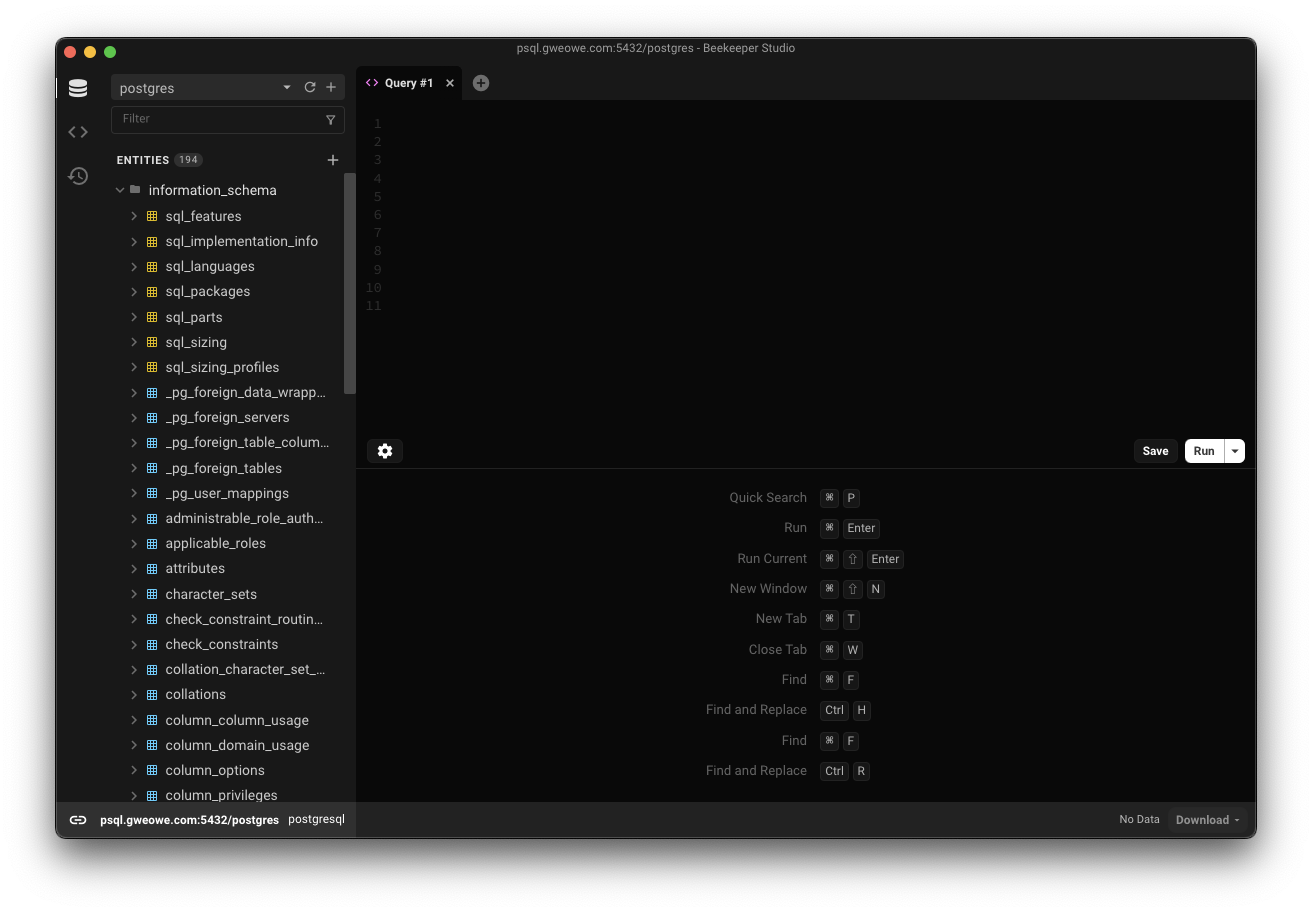 psql.gweowe.com:5432/postgres - Beekeeper Studio
postgres
Filter
ENTITIES 194
information_schema
sql_features
sql_implementation_info
sql_languages
sql_packages
sql_parts
sql_sizing
sql_sizing_profiles
_pg_foreign_data_wrapp...
_pg_foreign_servers
_pg_foreign_table_colum...
_pg_foreign_tables
_pg_user_mappings
administrable_role_auth...
applicable_roles
attributes
character_sets
check_constraint_routin...
check_constraints
collation_character_set_...
collations
column_column_usage
column_domain_usage
column_options
column_privileges
Query #1
1
2
3
4
5
6
7
8
9
10
11
Save Run
Quick Search ⌘ P
Run ⌘ Enter
Run Current ⌘ ⇧ Enter
New Window ⌘ ⇧ N
New Tab ⌘ T
Close Tab ⌘ W
Find ⌘ F
Find and Replace Ctrl H
Find ⌘ F
Find and Replace Ctrl R
psql.gweowe.com:5432/postgres postgresql
No Data Download